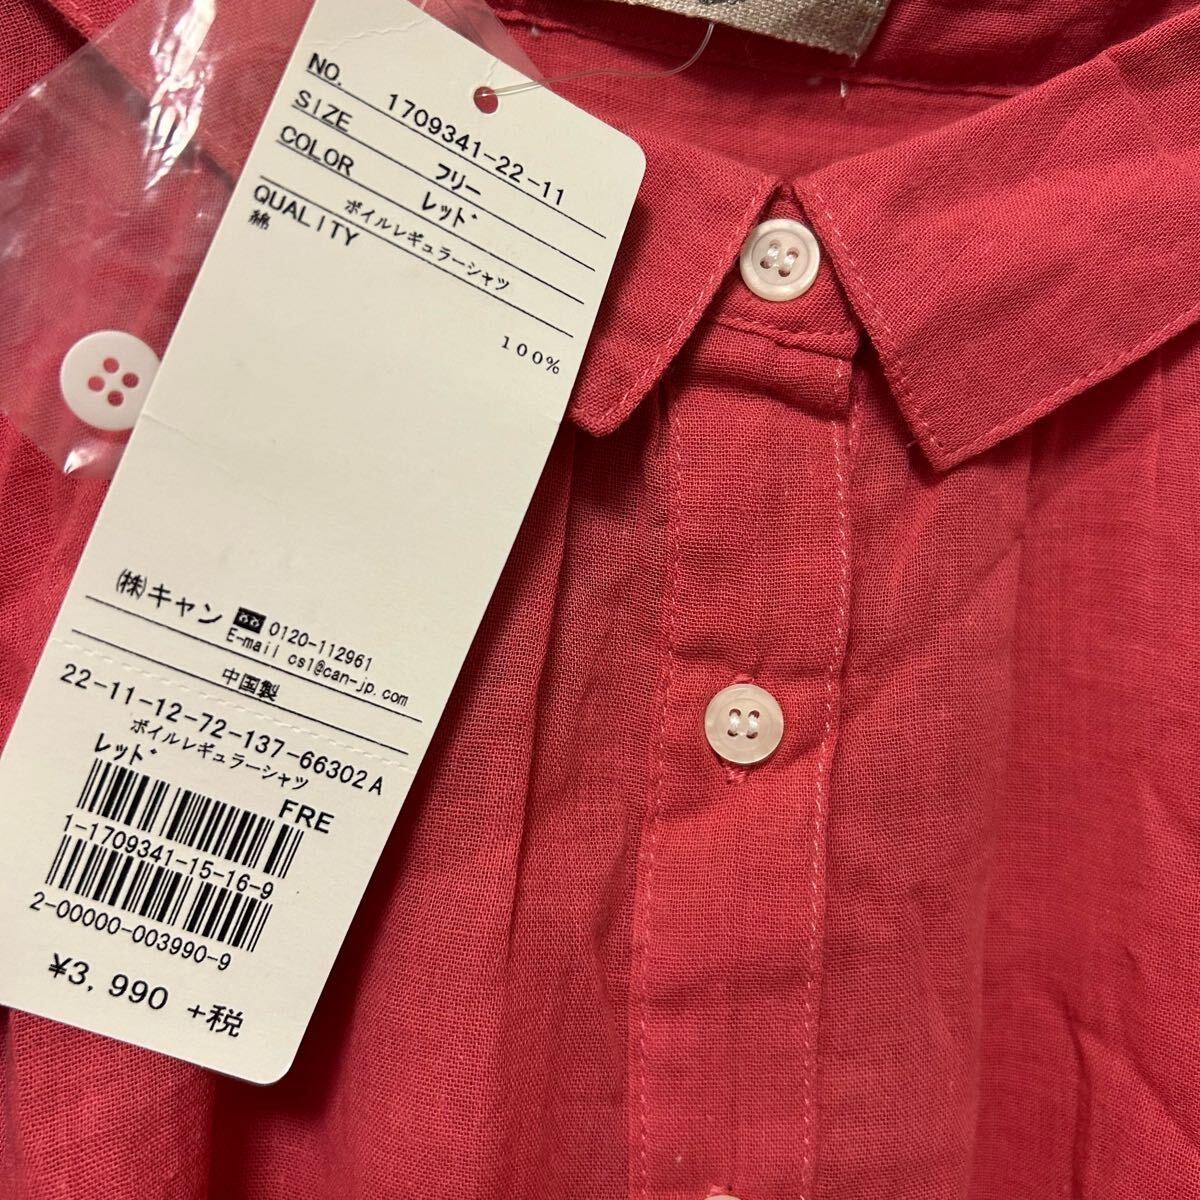 NO. 1709341-22-11
SIZE フリー
COLOR レッド
ボイルレギュラーシャツ
QUALITY
綿 100%
㈱キャン 0120-112961
E-mail cs1@can-jp.com
中国製
22-11-12-72-137-66302A
ボイルレギュラーシャツ
レッド FRE
1-1709341-15-16-9
2-00000-003990-9
¥3,990 +税